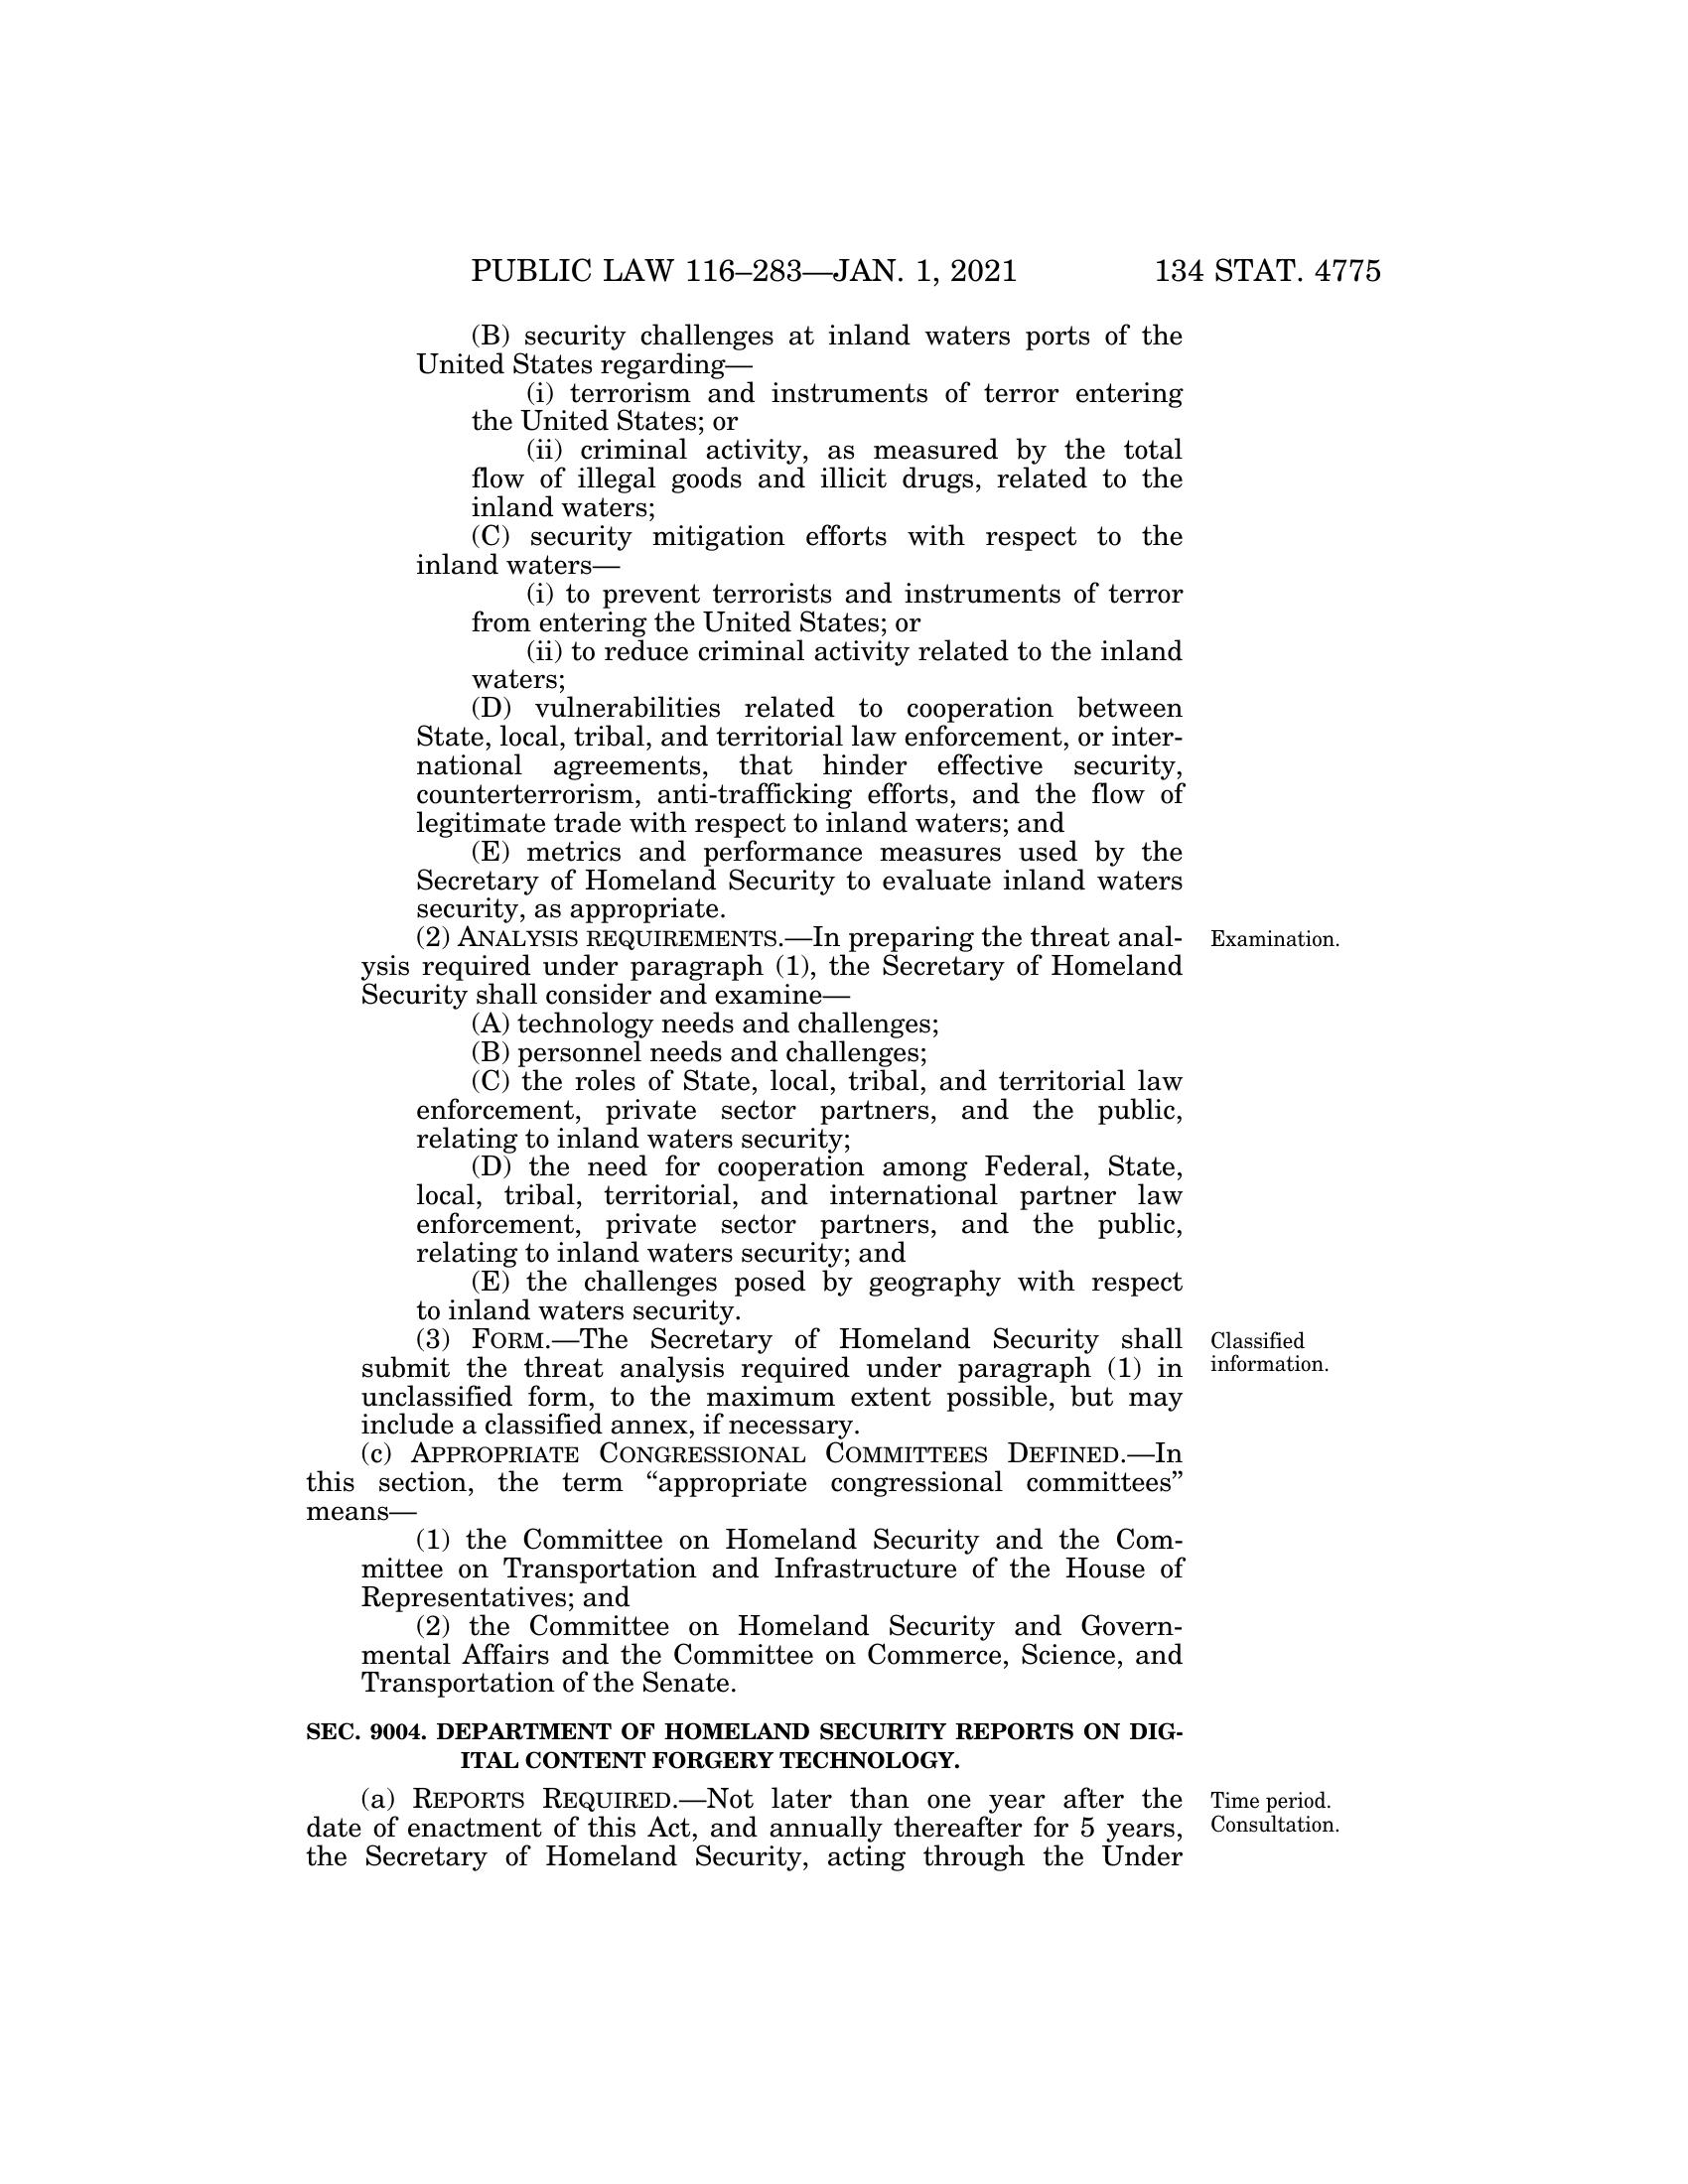 PUBLIC LAW 116–283—JAN. 1, 2021 134 STAT. 4775
(B) security challenges at inland waters ports of the
United States regarding—
(i) terrorism and instruments of terror entering
the United States; or
(ii) criminal activity, as measured by the total
flow of illegal goods and illicit drugs, related to the
inland waters;
(C) security mitigation efforts with respect to the
inland waters—
(i) to prevent terrorists and instruments of terror
from entering the United States; or
(ii) to reduce criminal activity related to the inland
waters;
(D) vulnerabilities related to cooperation between
State, local, tribal, and territorial law enforcement, or inter-
national agreements, that hinder effective security,
counterterrorism, anti-trafficking efforts, and the flow of
legitimate trade with respect to inland waters; and
(E) metrics and performance measures used by the
Secretary of Homeland Security to evaluate inland waters
security, as appropriate.
(2) ANALYSIS REQUIREMENTS.—In preparing the threat anal- Examination.
ysis required under paragraph (1), the Secretary of Homeland
Security shall consider and examine—
(A) technology needs and challenges;
(B) personnel needs and challenges;
(C) the roles of State, local, tribal, and territorial law
enforcement, private sector partners, and the public,
relating to inland waters security;
(D) the need for cooperation among Federal, State,
local, tribal, territorial, and international partner law
enforcement, private sector partners, and the public,
relating to inland waters security; and
(E) the challenges posed by geography with respect
to inland waters security.
(3) FORM.—The Secretary of Homeland Security shall Classified
submit the threat analysis required under paragraph (1) in information.
unclassified form, to the maximum extent possible, but may
include a classified annex, if necessary.
(c) APPROPRIATE CONGRESSIONAL COMMITTEES DEFINED.—In
this section, the term “appropriate congressional committees”
means—
(1) the Committee on Homeland Security and the Com-
mittee on Transportation and Infrastructure of the House of
Representatives; and
(2) the Committee on Homeland Security and Govern-
mental Affairs and the Committee on Commerce, Science, and
Transportation of the Senate.
SEC. 9004. DEPARTMENT OF HOMELAND SECURITY REPORTS ON DIG-
ITAL CONTENT FORGERY TECHNOLOGY.
(a) REPORTS REQUIRED.—Not later than one year after the Time period.
date of enactment of this Act, and annually thereafter for 5 years, Consultation.
the Secretary of Homeland Security, acting through the Under